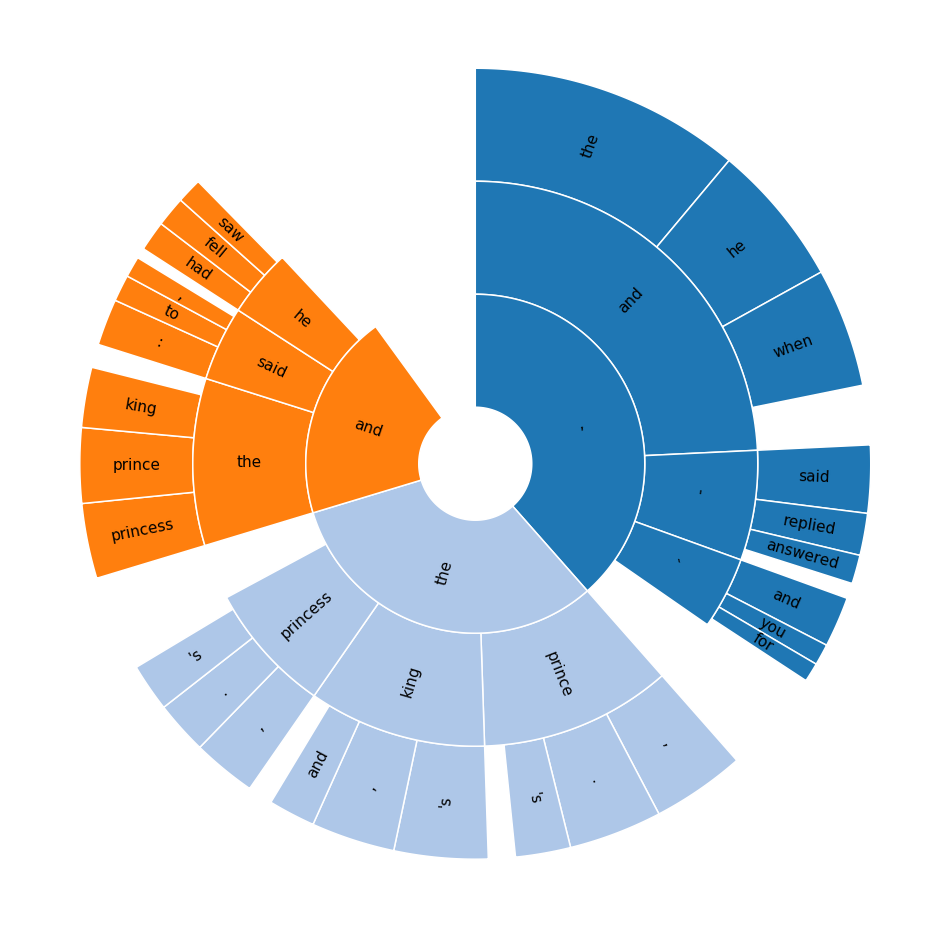 ,
and
the
he
when
said
replied
answered
and
you
for
the
prince
,
.
's
king
's
,
and
princess
,
.
's
and
the
princess
prince
king
said
:
to
,
he
had
fell
saw